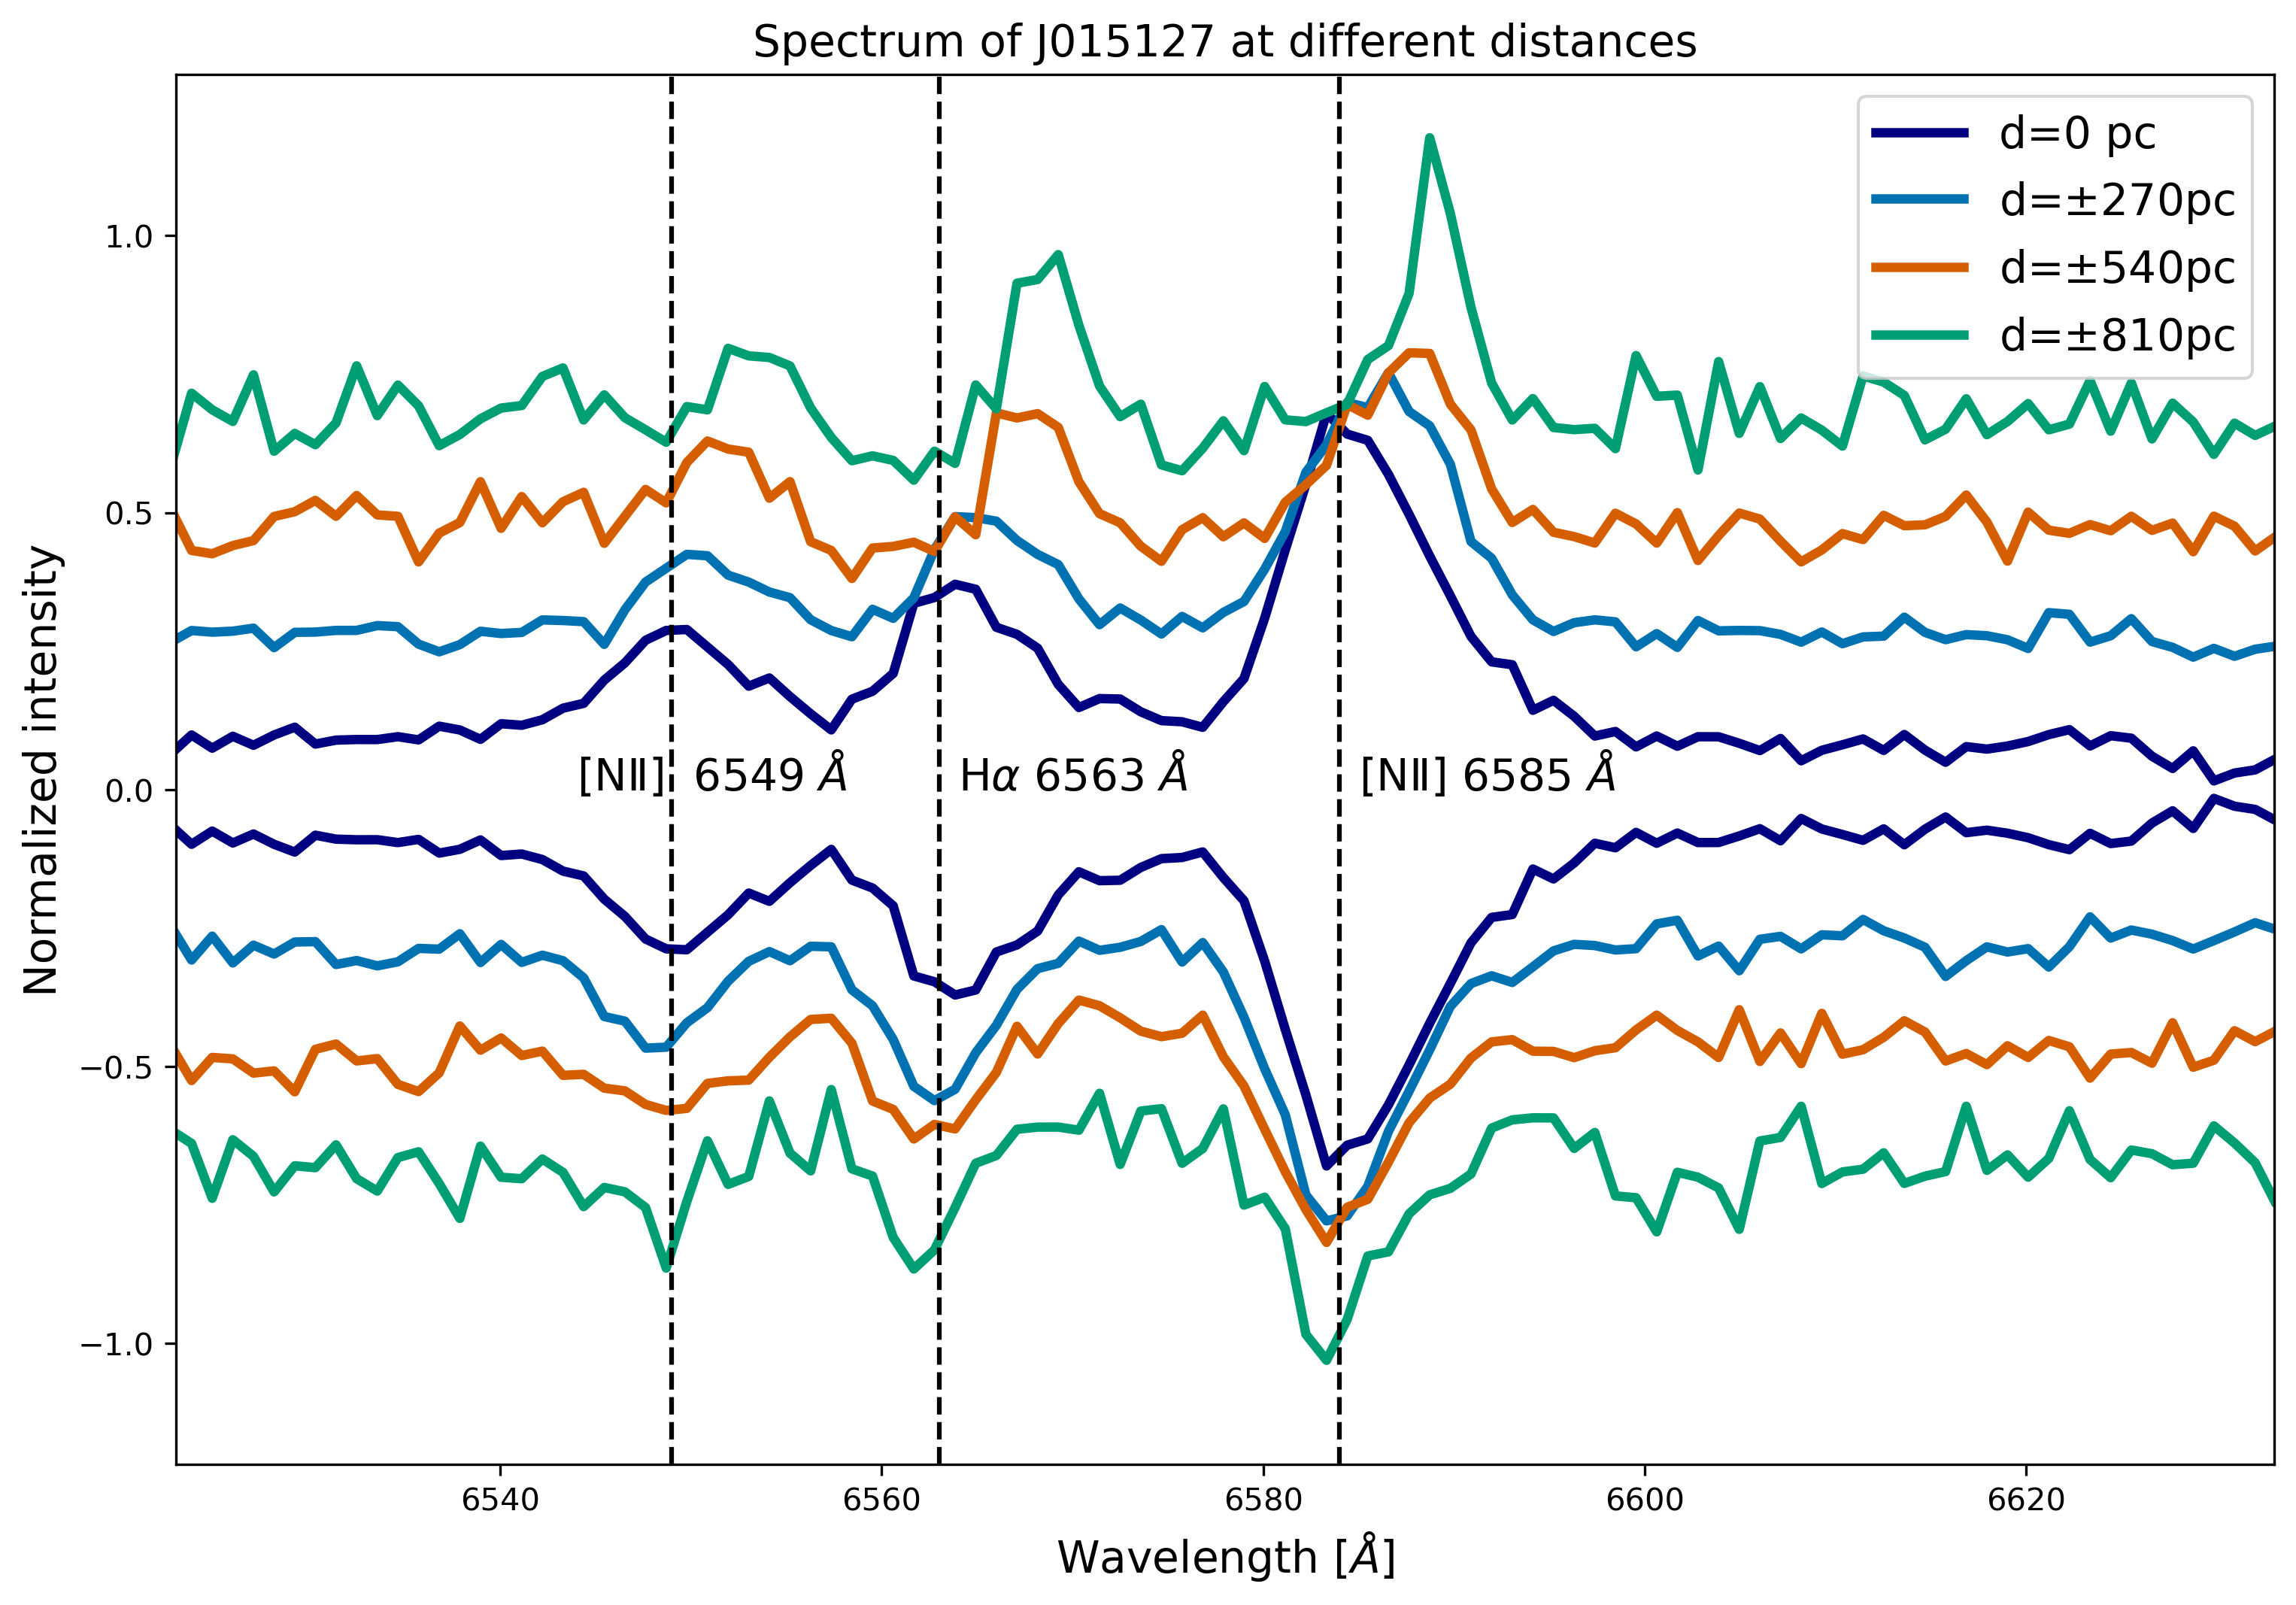 Spectrum of J015127 at different distances
d=0 pc
d=±270pc
d=±540pc
d=±810pc
1.0
0.5
0.0
−0.5
−1.0
Normalized intensity
[NII] 6549 Å
Hα 6563 Å
[NII] 6585 Å
6540
6560
6580
6600
6620
Wavelength [Å]